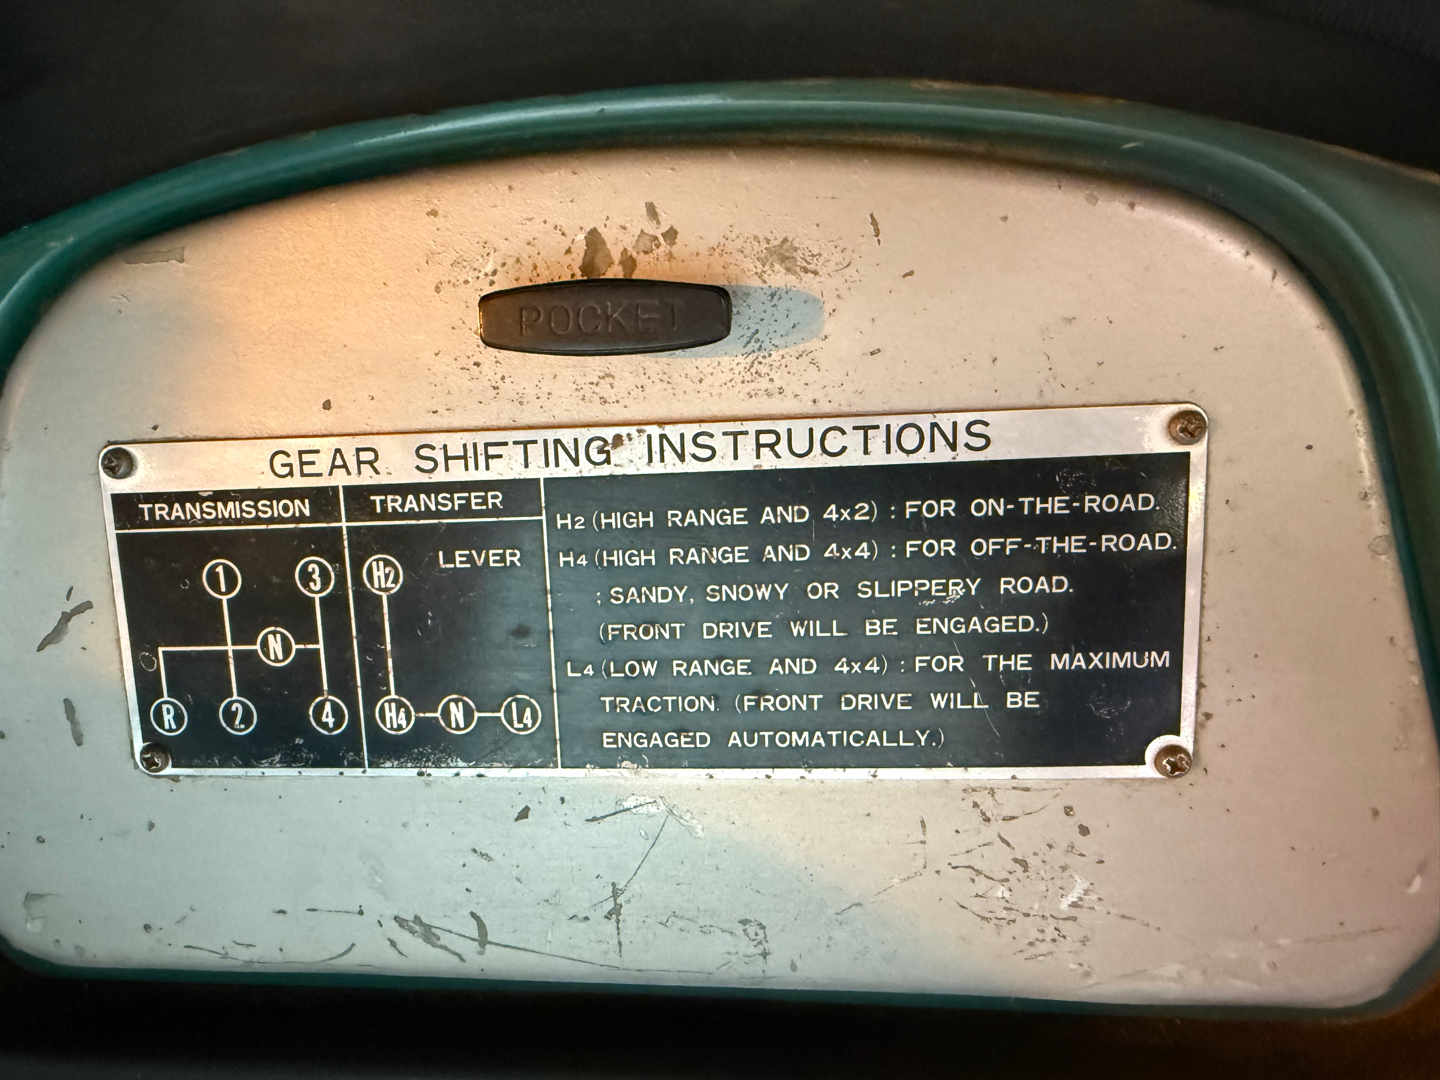 POCKET
GEAR SHIFTING INSTRUCTIONS
TRANSMISSION
1 3
N
R 2 4
TRANSFER
LEVER
H2
H4 N L4
H2 (HIGH RANGE AND 4x2) : FOR ON-THE-ROAD.
H4 (HIGH RANGE AND 4x4) : FOR OFF-THE-ROAD.
; SANDY, SNOWY OR SLIPPERY ROAD.
(FRONT DRIVE WILL BE ENGAGED.)
L4 (LOW RANGE AND 4x4) : FOR THE MAXIMUM
TRACTION. (FRONT DRIVE WILL BE
ENGAGED AUTOMATICALLY.)